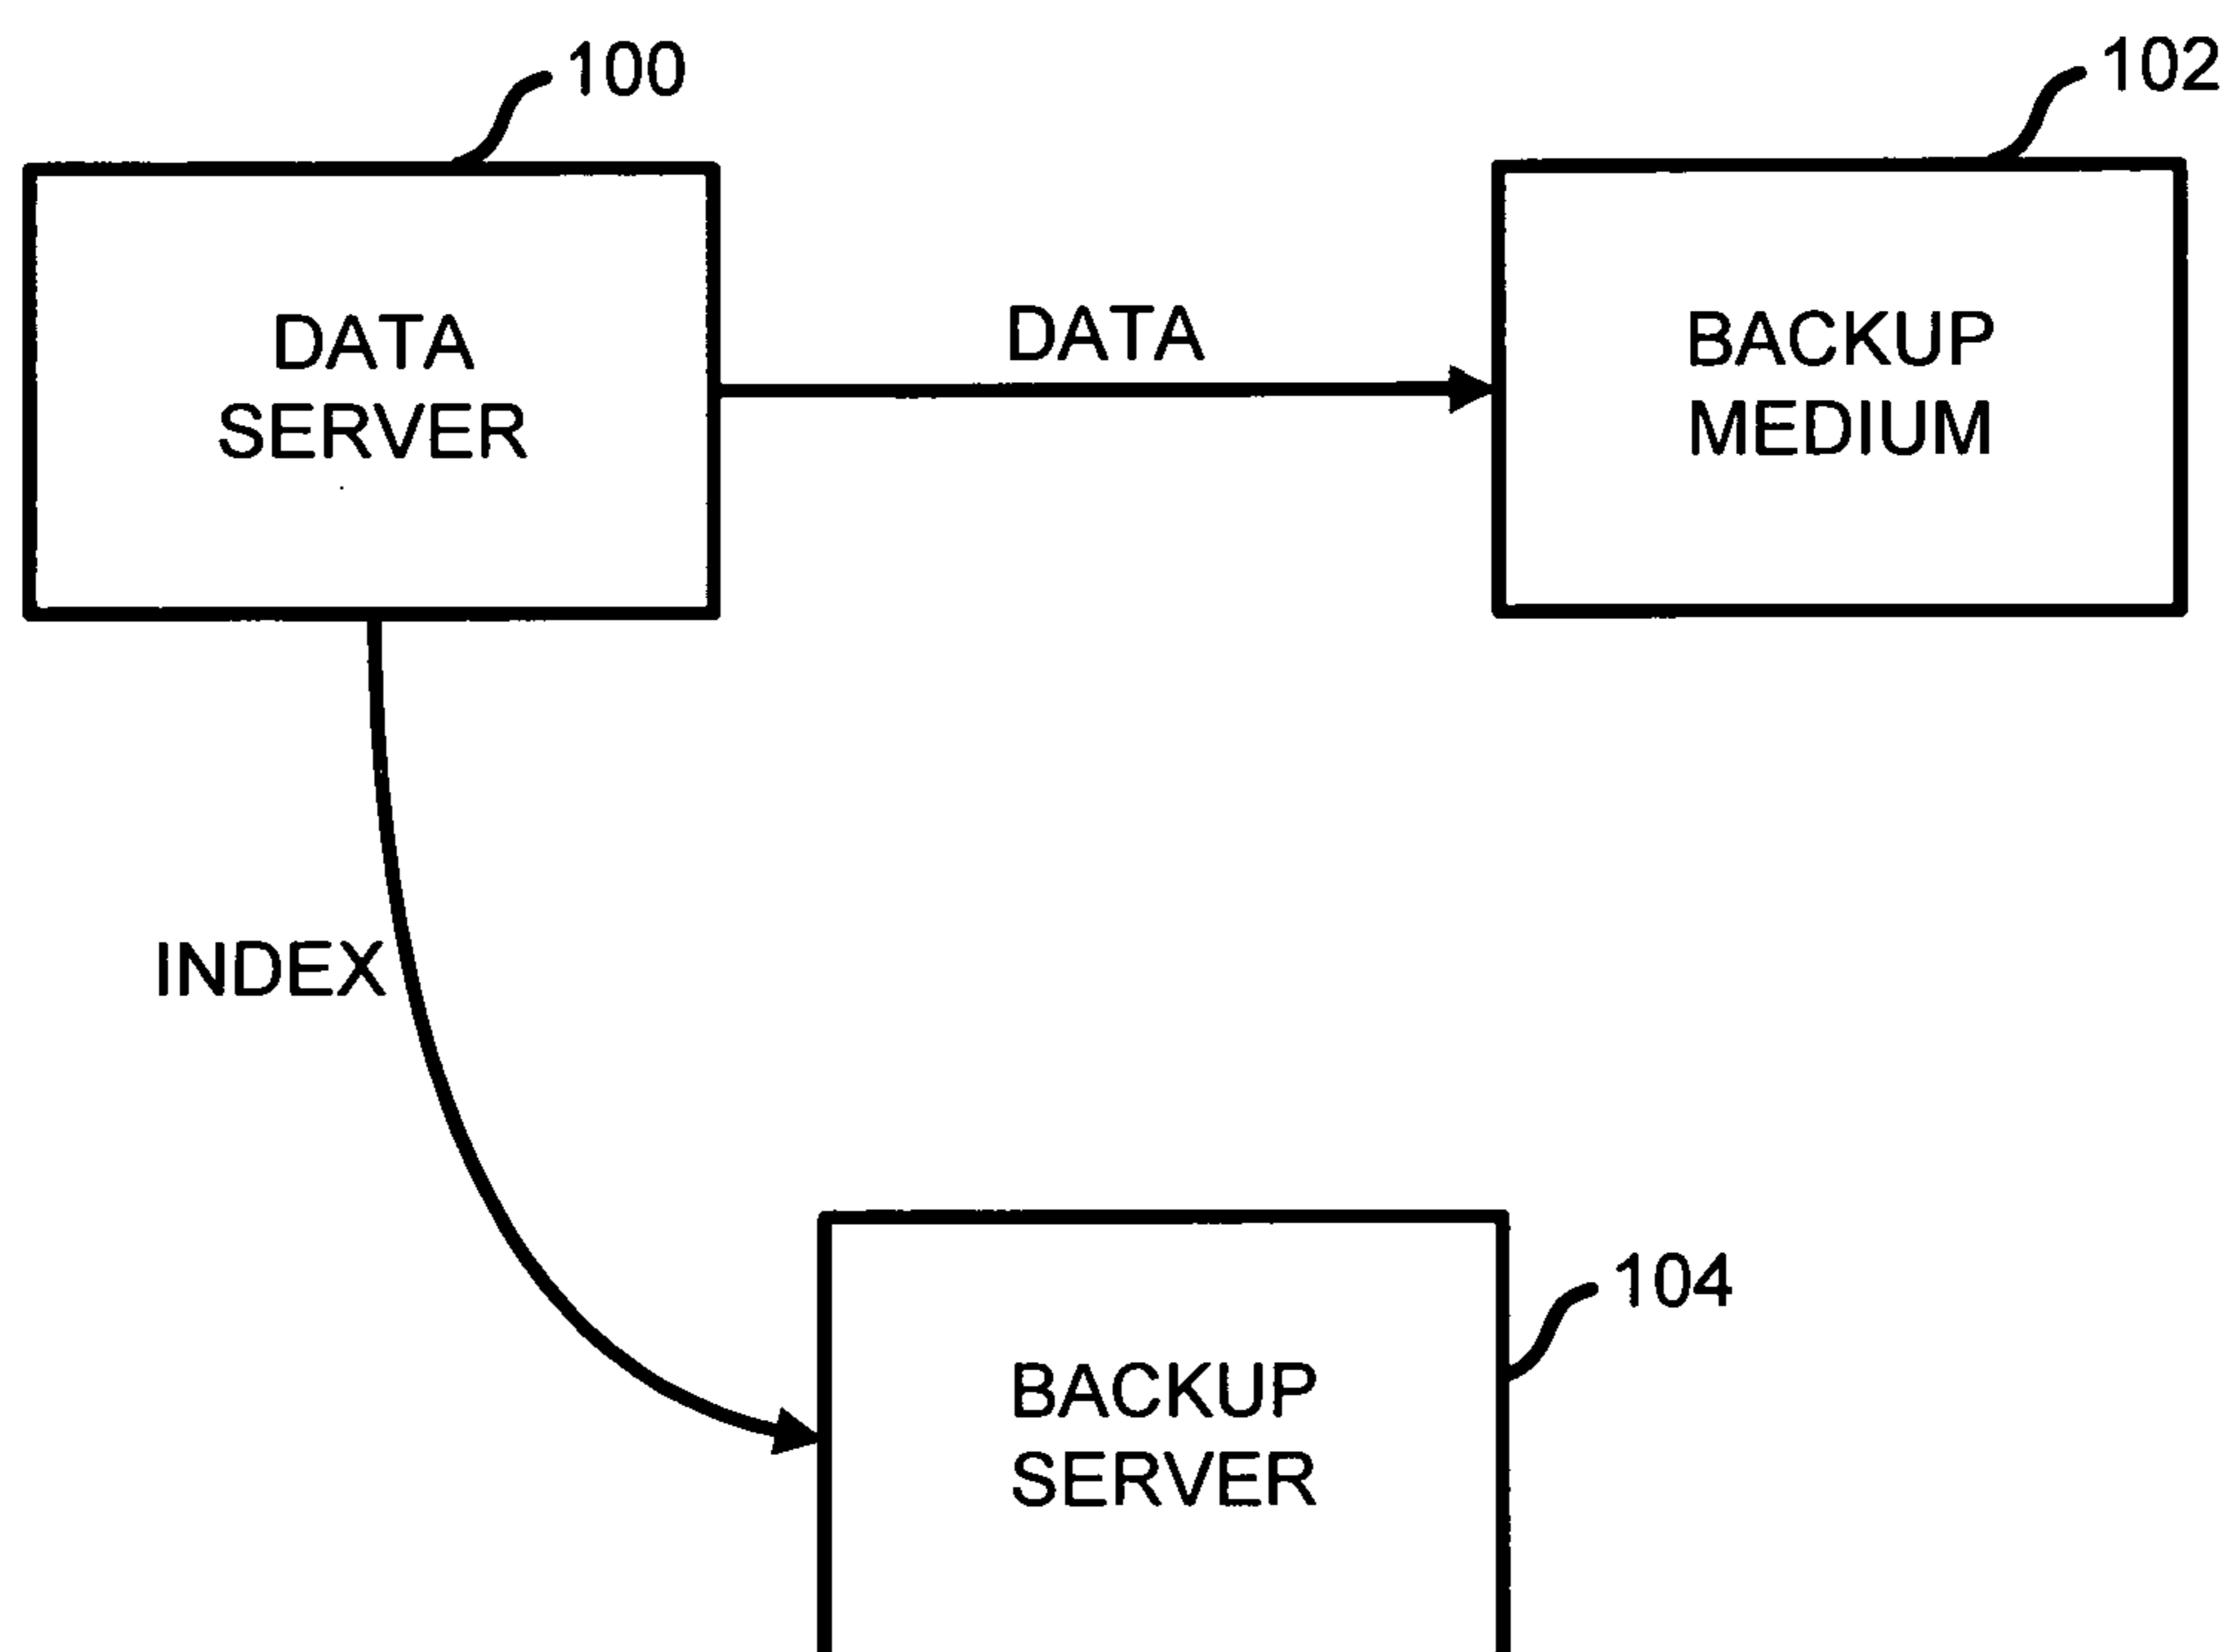 100
102
DATA
SERVER
DATA
BACKUP
MEDIUM
INDEX
104
BACKUP
SERVER